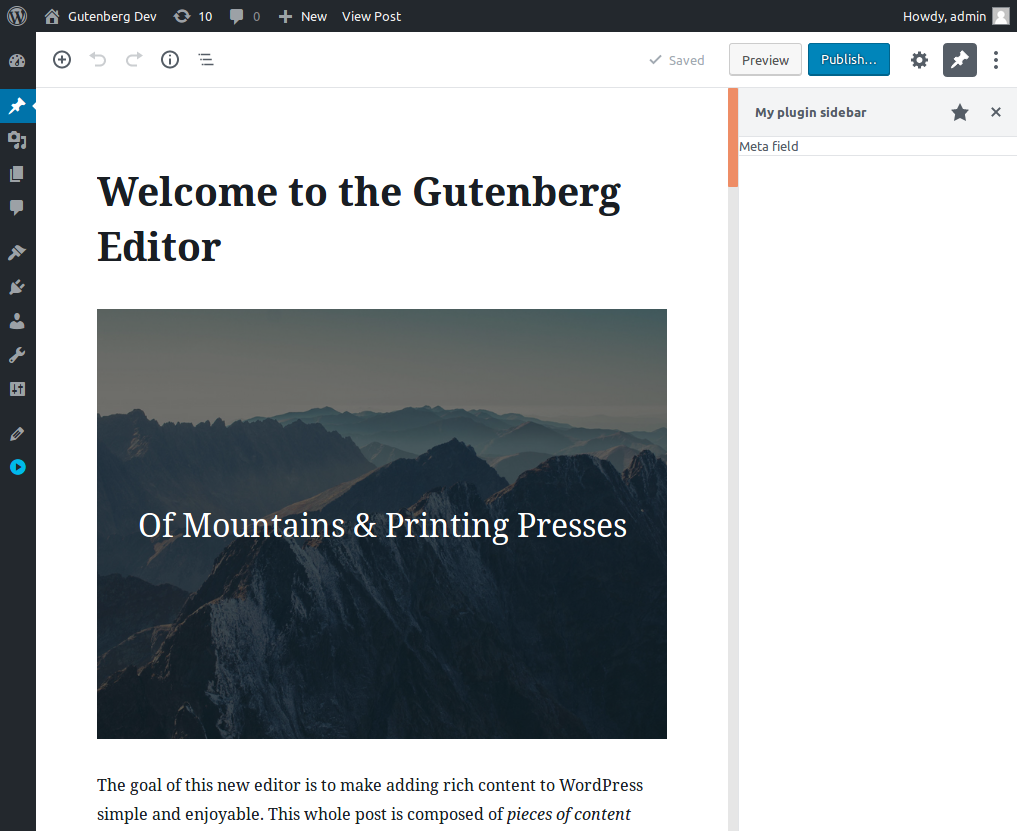 Gutenberg Dev 10 0 New View Post Howdy, admin
Saved Preview Publish...
My plugin sidebar
Meta field
Welcome to the Gutenberg
Editor
Of Mountains & Printing Presses
The goal of this new editor is to make adding rich content to WordPress
simple and enjoyable. This whole post is composed of pieces of content